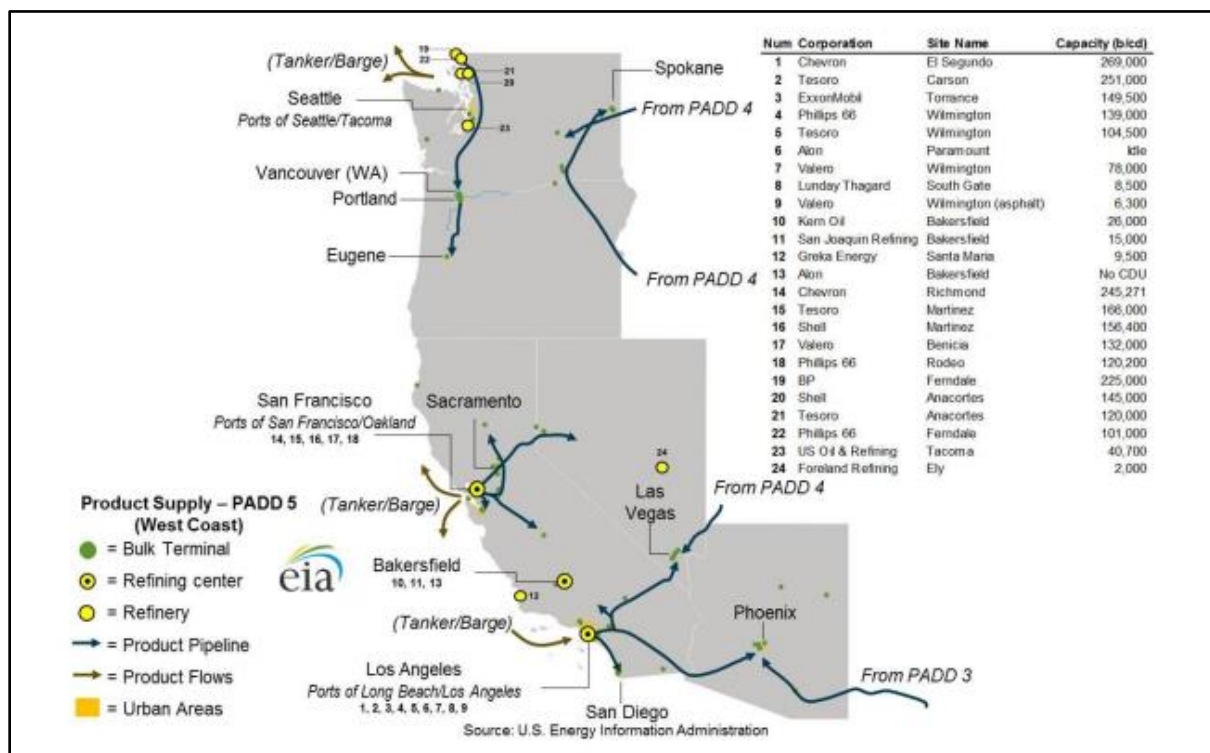 Num Corporation Site Name Capacity (b/cd)
1 Chevron El Segundo 269,000
2 Tesoro Carson 251,000
3 ExxonMobil Torrance 149,500
4 Phillips 66 Wilmington 139,000
5 Tesoro Wilmington 104,500
6 Alon Paramount Idle
7 Valero Wilmington 78,000
8 Lunday Thagard South Gate 8,500
9 Valero Wilmington (asphalt) 6,300
10 Kern Oil Bakersfield 26,000
11 San Joaquin Refining Bakersfield 15,000
12 Greka Energy Santa Maria 9,500
13 Alon Bakersfield No CDU
14 Chevron Richmond 245,271
15 Tesoro Martinez 166,000
16 Shell Martinez 156,400
17 Valero Benicia 132,000
18 Phillips 66 Rodeo 120,200
19 BP Ferndale 225,000
20 Shell Anacortes 145,000
21 Tesoro Anacortes 120,000
22 Phillips 66 Ferndale 101,000
23 US Oil & Refining Tacoma 40,700
24 Foreland Refining Ely 2,000
19
22
21
20
23
(Tanker/Barge)
Seattle
Ports of Seattle/Tacoma
Spokane
From PADD 4
Vancouver (WA)
Portland
Eugene
From PADD 4
San Francisco
Ports of San Francisco/Oakland
14, 15, 16, 17, 18
Sacramento
24
Las
Vegas
From PADD 4
(Tanker/Barge)
Bakersfield
10, 11, 13
12
(Tanker/Barge)
Los Angeles
Ports of Long Beach/Los Angeles
1, 2, 3, 4, 5, 6, 7, 8, 9
San Diego
Phoenix
From PADD 3
Product Supply – PADD 5
(West Coast)
= Bulk Terminal
= Refining center
= Refinery
= Product Pipeline
= Product Flows
= Urban Areas
eia
Source: U.S. Energy Information Administration